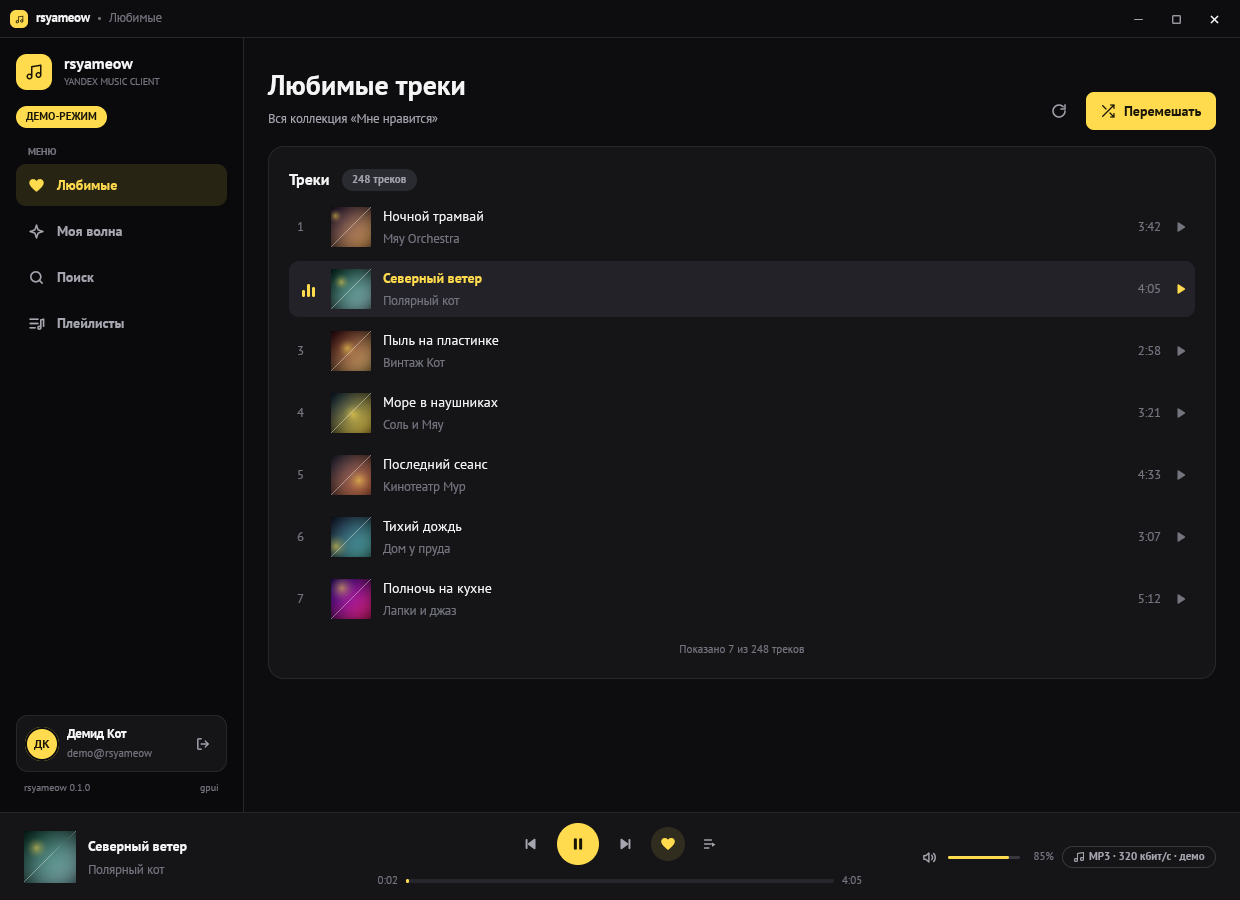 rsyameow • Любимые
rsyameow
YANDEX MUSIC CLIENT
ДЕМО-РЕЖИМ
МЕНЮ
Любимые
Моя волна
Поиск
Плейлисты
Демид Кот
ДК
demo@rsyameow
rsyameow 0.1.0 gpui
Любимые треки
Вся коллекция «Мне нравится»
Перемешать
Треки 248 треков
1 Ночной трамвай 3:42
Мяу Orchestra
Северный ветер 4:05
Полярный кот
3 Пыль на пластинке 2:58
Винтаж Кот
4 Море в наушниках 3:21
Соль и Мяу
5 Последний сеанс 4:33
Кинотеатр Мур
6 Тихий дождь 3:07
Дом у пруда
7 Полночь на кухне 5:12
Лапки и джаз
Показано 7 из 248 треков
Северный ветер
Полярный кот
0:02 4:05
85% MP3 · 320 кбит/с · демо